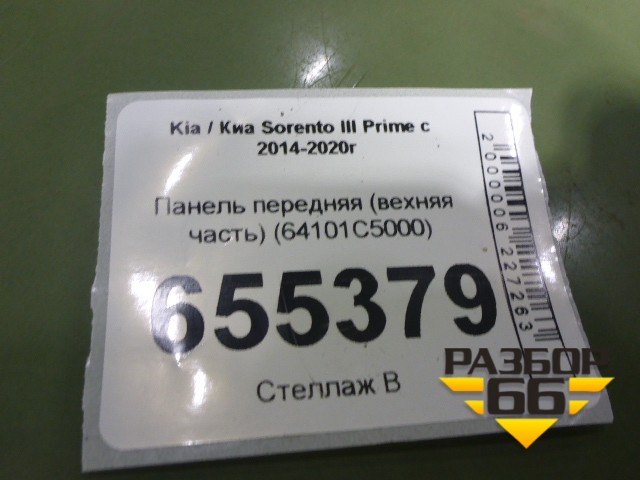 Kia / Киа Sorento III Prime с
2014-2020г
Панель передняя (вехняя
часть) (64101C5000)
655379
Стеллаж В
2000006227263
РАЗБОР
66